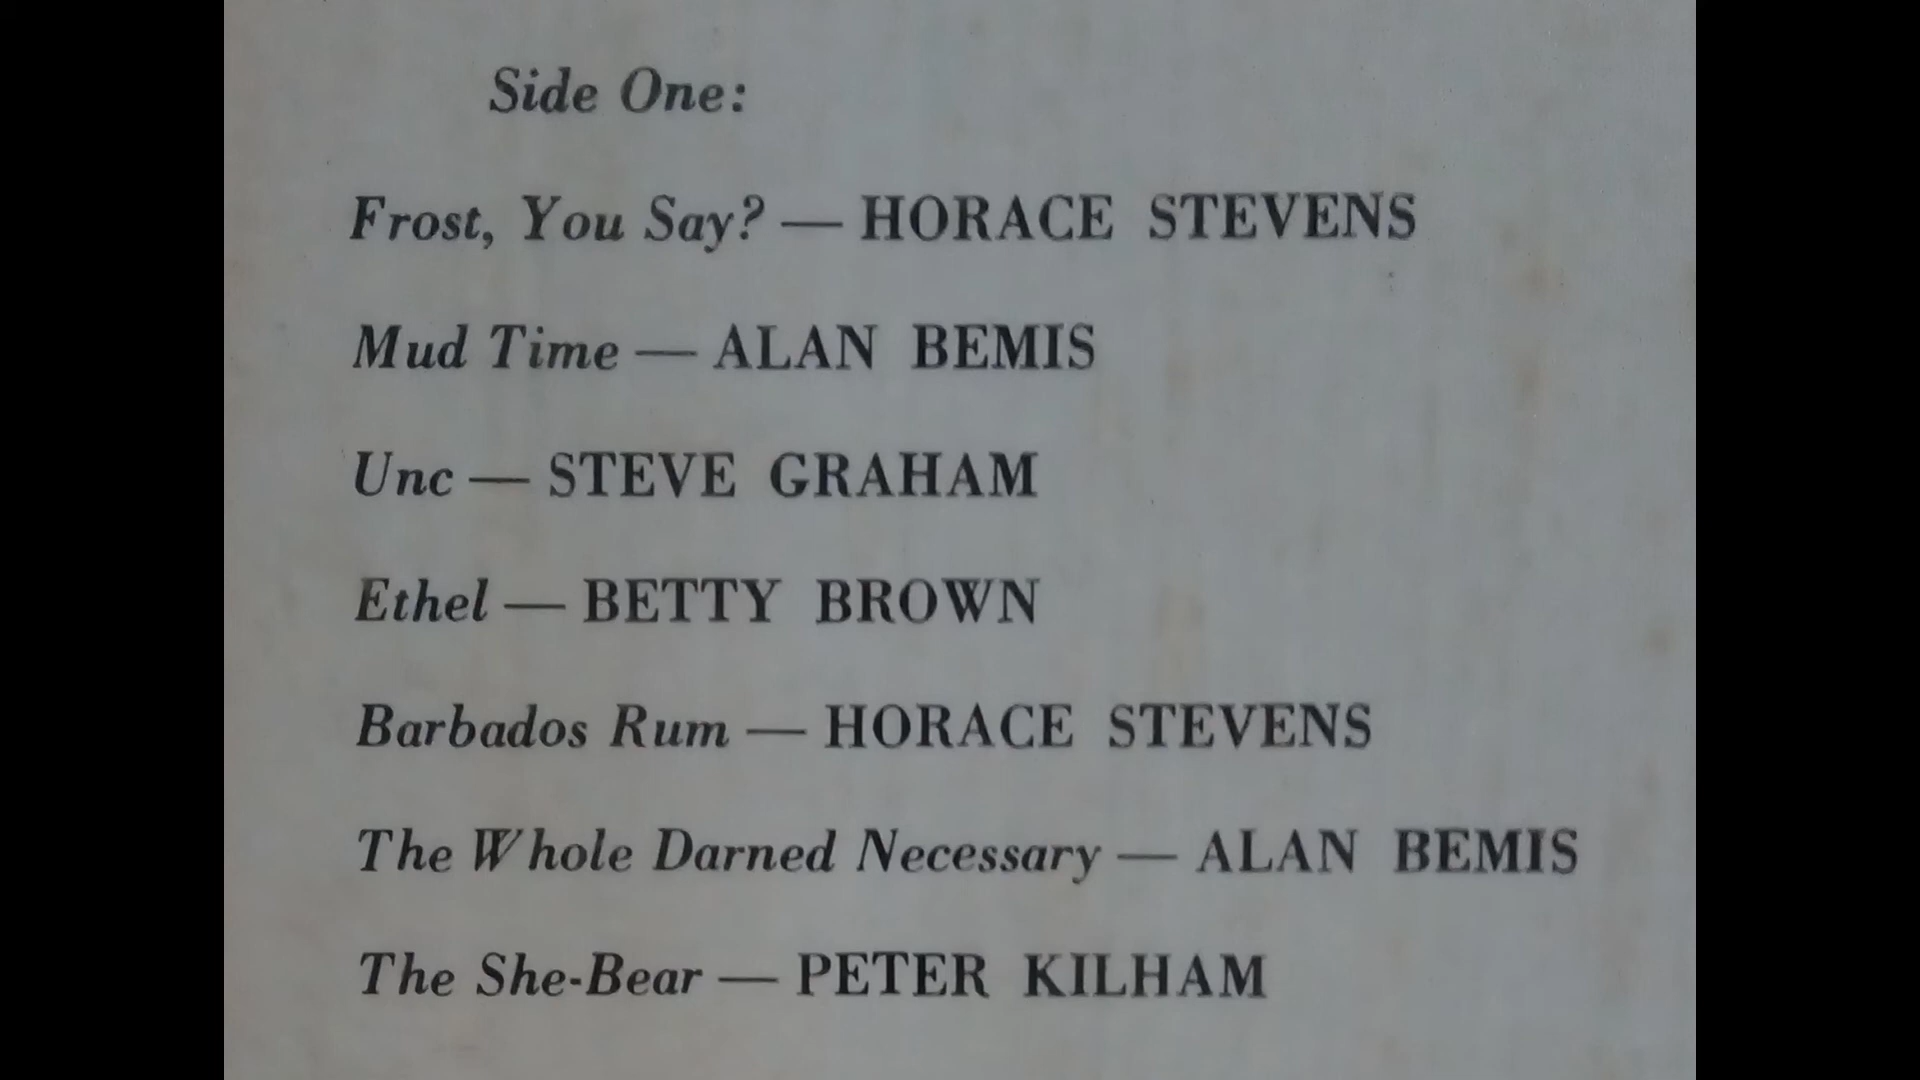 Side One:
Frost, You Say? — HORACE STEVENS
Mud Time — ALAN BEMIS
Unc — STEVE GRAHAM
Ethel — BETTY BROWN
Barbados Rum — HORACE STEVENS
The Whole Darned Necessary — ALAN BEMIS
The She-Bear — PETER KILHAM